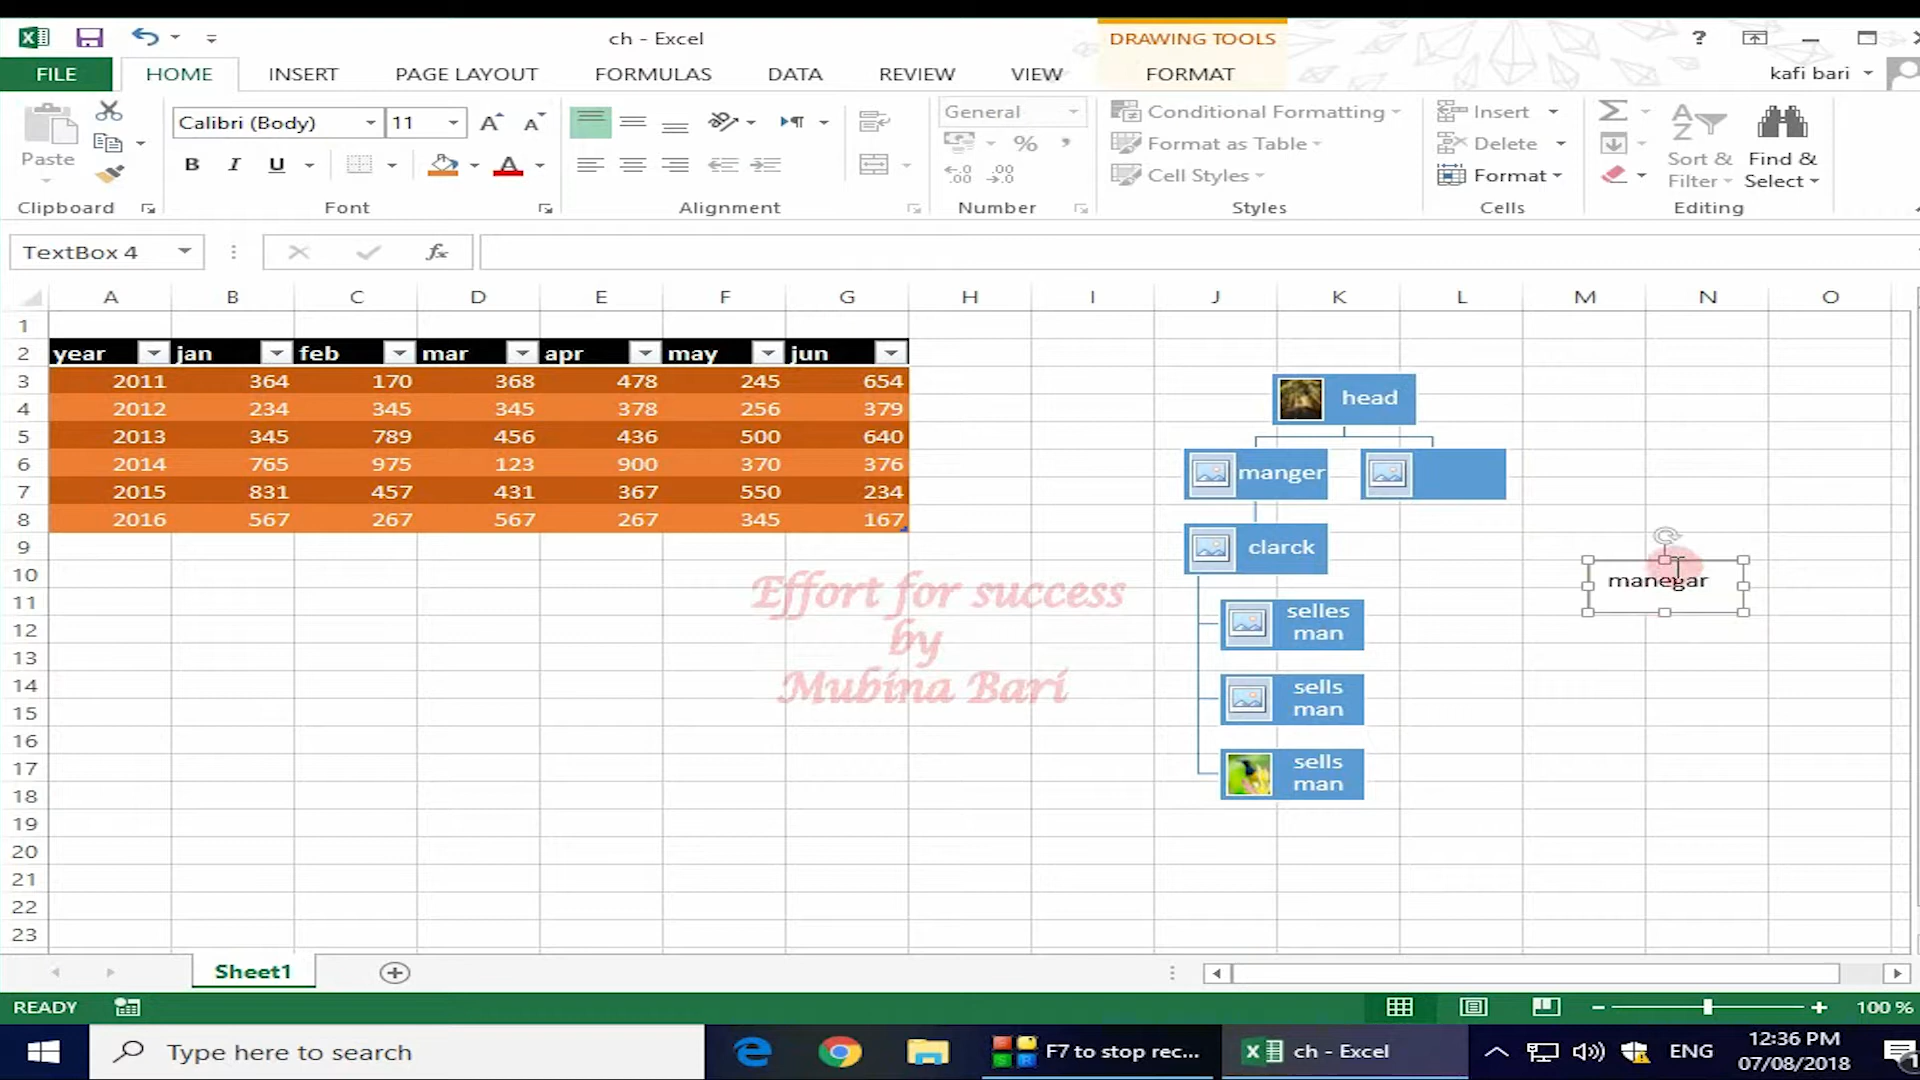 ch - Excel
DRAWING TOOLS
?
FILE
HOME
INSERT
PAGE LAYOUT
FORMULAS
DATA
REVIEW
VIEW
FORMAT
kafi bari
Paste
Calibri (Body)
11
B I U
A
General
%
Conditional Formatting
Format as Table
Cell Styles
Insert
Delete
Format
Sort &
Filter
Find &
Select
Clipboard
Font
Alignment
Number
Styles
Cells
Editing
TextBox 4
fx
A B C D E F G H I J K L M N O
1
2 year jan feb mar apr may jun
3 2011 364 170 368 478 245 654
4 2012 234 345 345 378 256 379
5 2013 345 789 456 436 500 640
6 2014 765 975 123 900 370 376
7 2015 831 457 431 367 550 234
8 2016 567 267 567 267 345 167
9
10
11
12
13
14
15
16
17
18
19
20
21
22
23
head
manger
clarck
selles
man
sells
man
sells
man
manegar
Effort for success
by
Mubina Bari
Sheet1
READY
100 %
Type here to search
F7 to stop rec...
ch - Excel
ENG
12:36 PM
07/08/2018